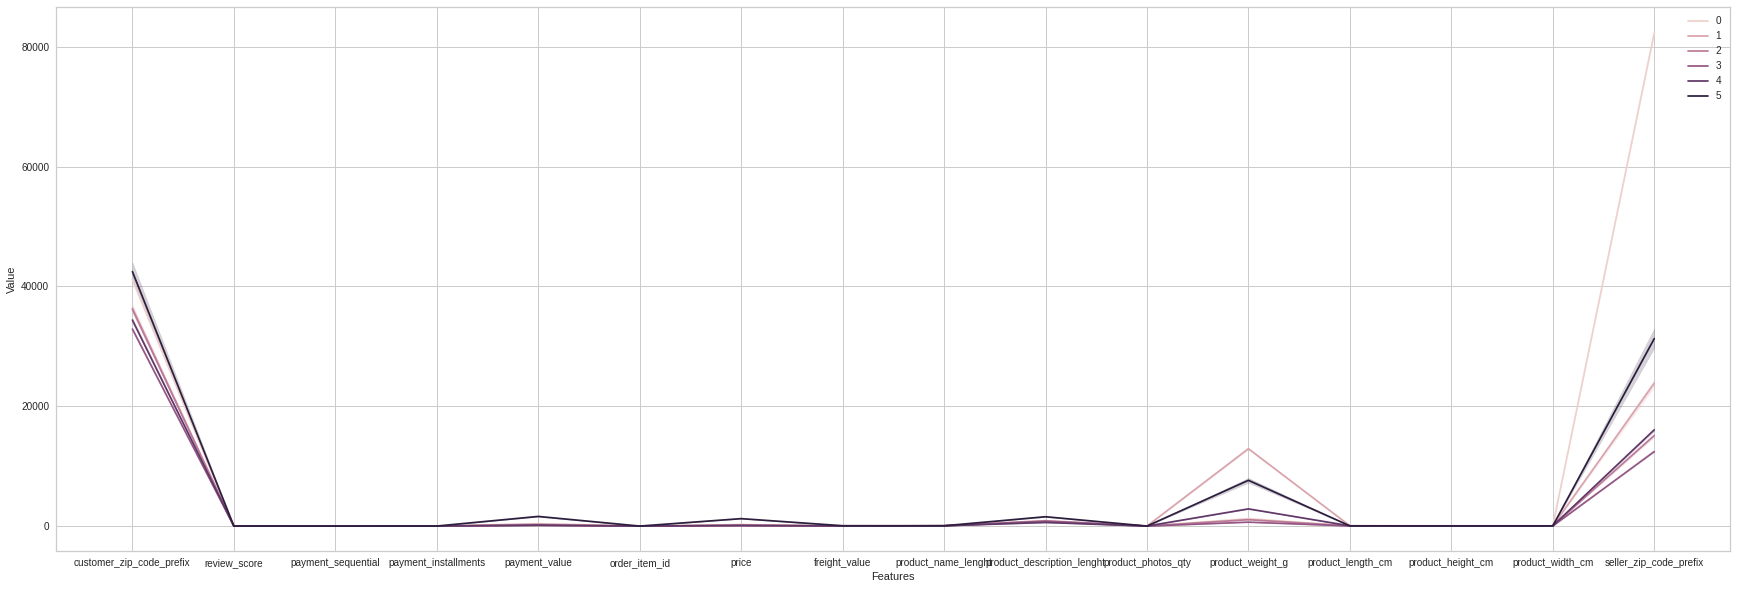 80000
60000
40000
20000
0
Value
0
1
2
3
4
5
customer_zip_code_prefix
review_score
payment_sequential
payment_installments
payment_value
order_item_id
price
freight_value
product_name_lenght
product_description_lenght
product_photos_qty
product_weight_g
product_length_cm
product_height_cm
product_width_cm
seller_zip_code_prefix
Features